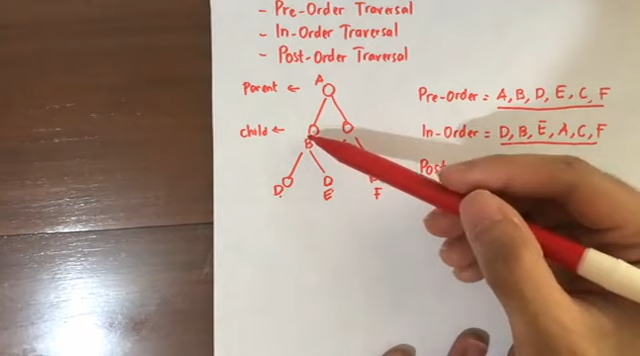 - Pre-Order Traversal
- In-Order Traversal
- Post-Order Traversal
Parent ← A
Pre-Order = A, B, D, E, C, F
child ←
In-Order = D, B, E, A, C, F
B
Post
D
E
F